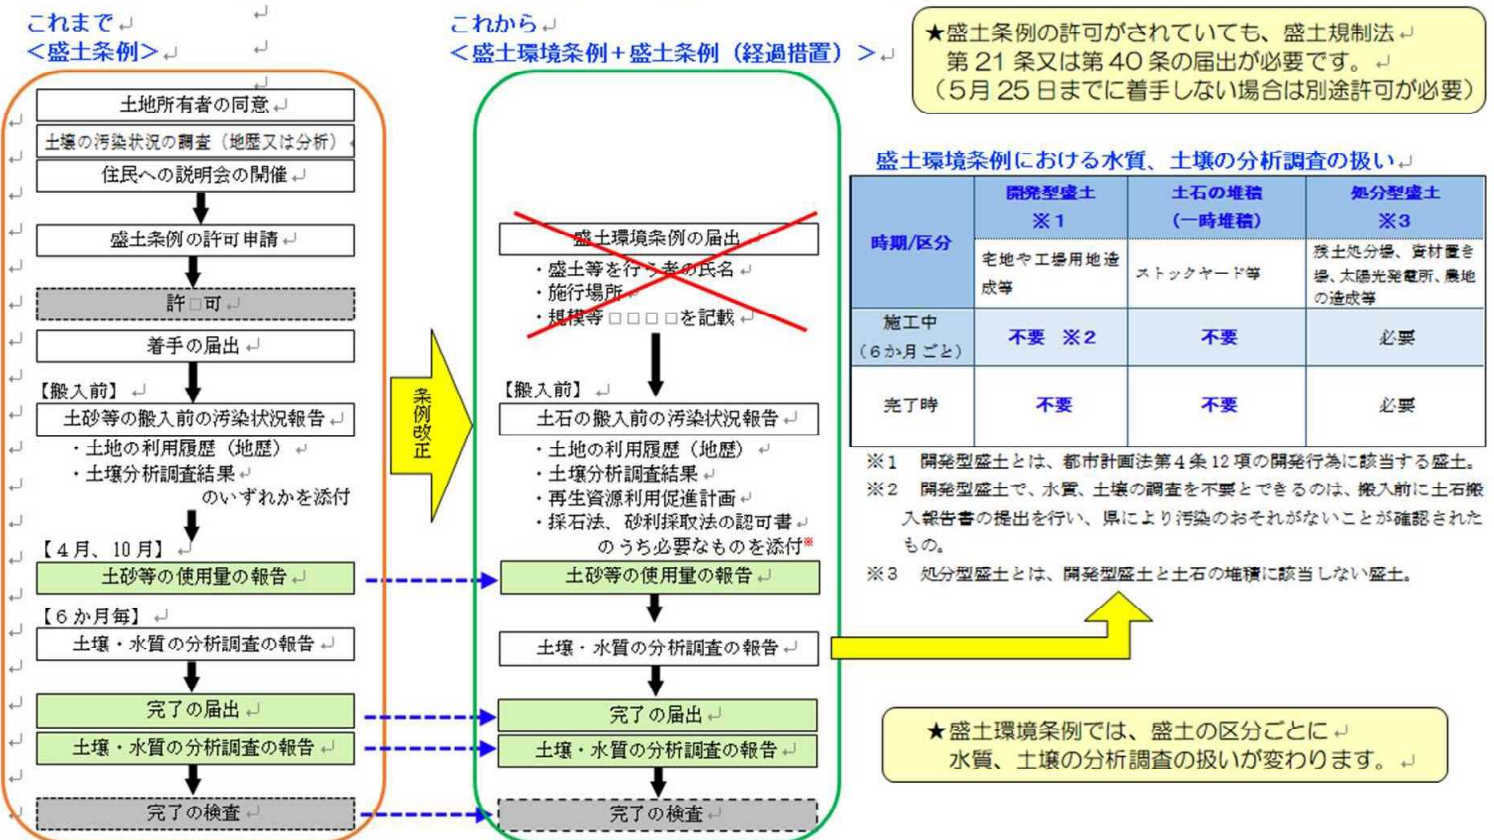 これまで
<盛土条例>
土地所有者の同意
土壌の汚染状況の調査（地歴又は分析）
住民への説明会の開催
盛土条例の許可申請
許□可
着手の届出
【搬入前】
土砂等の搬入前の汚染状況報告
・土地の利用履歴（地歴）
・土壌分析調査結果
のいずれかを添付
【4月、10月】
土砂等の使用量の報告
【6か月毎】
土壌・水質の分析調査の報告
完了の届出
土壌・水質の分析調査の報告
完了の検査
条例改正
これから
<盛土環境条例+盛土条例（経過措置）>
盛土環境条例の届出
・盛土等を行う者の氏名
・施行場所
・規模等□□□□を記載
【搬入前】
土石の搬入前の汚染状況報告
・土地の利用履歴（地歴）
・土壌分析調査結果
・再生資源利用促進計画
・採石法、砂利採取法の認可書
のうち必要なものを添付※
土砂等の使用量の報告
土壌・水質の分析調査の報告
完了の届出
土壌・水質の分析調査の報告
完了の検査
★盛土条例の許可がされていても、盛土規制法
第21条又は第40条の届出が必要です。
（5月25日までに着手しない場合は別途許可が必要）
盛土環境条例における水質、土壌の分析調査の扱い
時期/区分
開発型盛土
※1
土石の堆積
（一時堆積）
処分型盛土
※3
宅地や工場用地造
成等
ストックヤード等
残土処分場、資材置き
場、太陽光発電所、農地
の造成等
施工中
（6か月ごと）
不要 ※2
不要
必要
完了時
不要
不要
必要
※1 開発型盛土とは、都市計画法第4条12項の開発行為に該当する盛土。
※2 開発型盛土で、水質、土壌の調査を不要とできるのは、搬入前に土石搬
入報告書の提出を行い、県により汚染のおそれがないことが確認された
もの。
※3 処分型盛土とは、開発型盛土と土石の堆積に該当しない盛土。
★盛土環境条例では、盛土の区分ごとに
水質、土壌の分析調査の扱いが変わります。